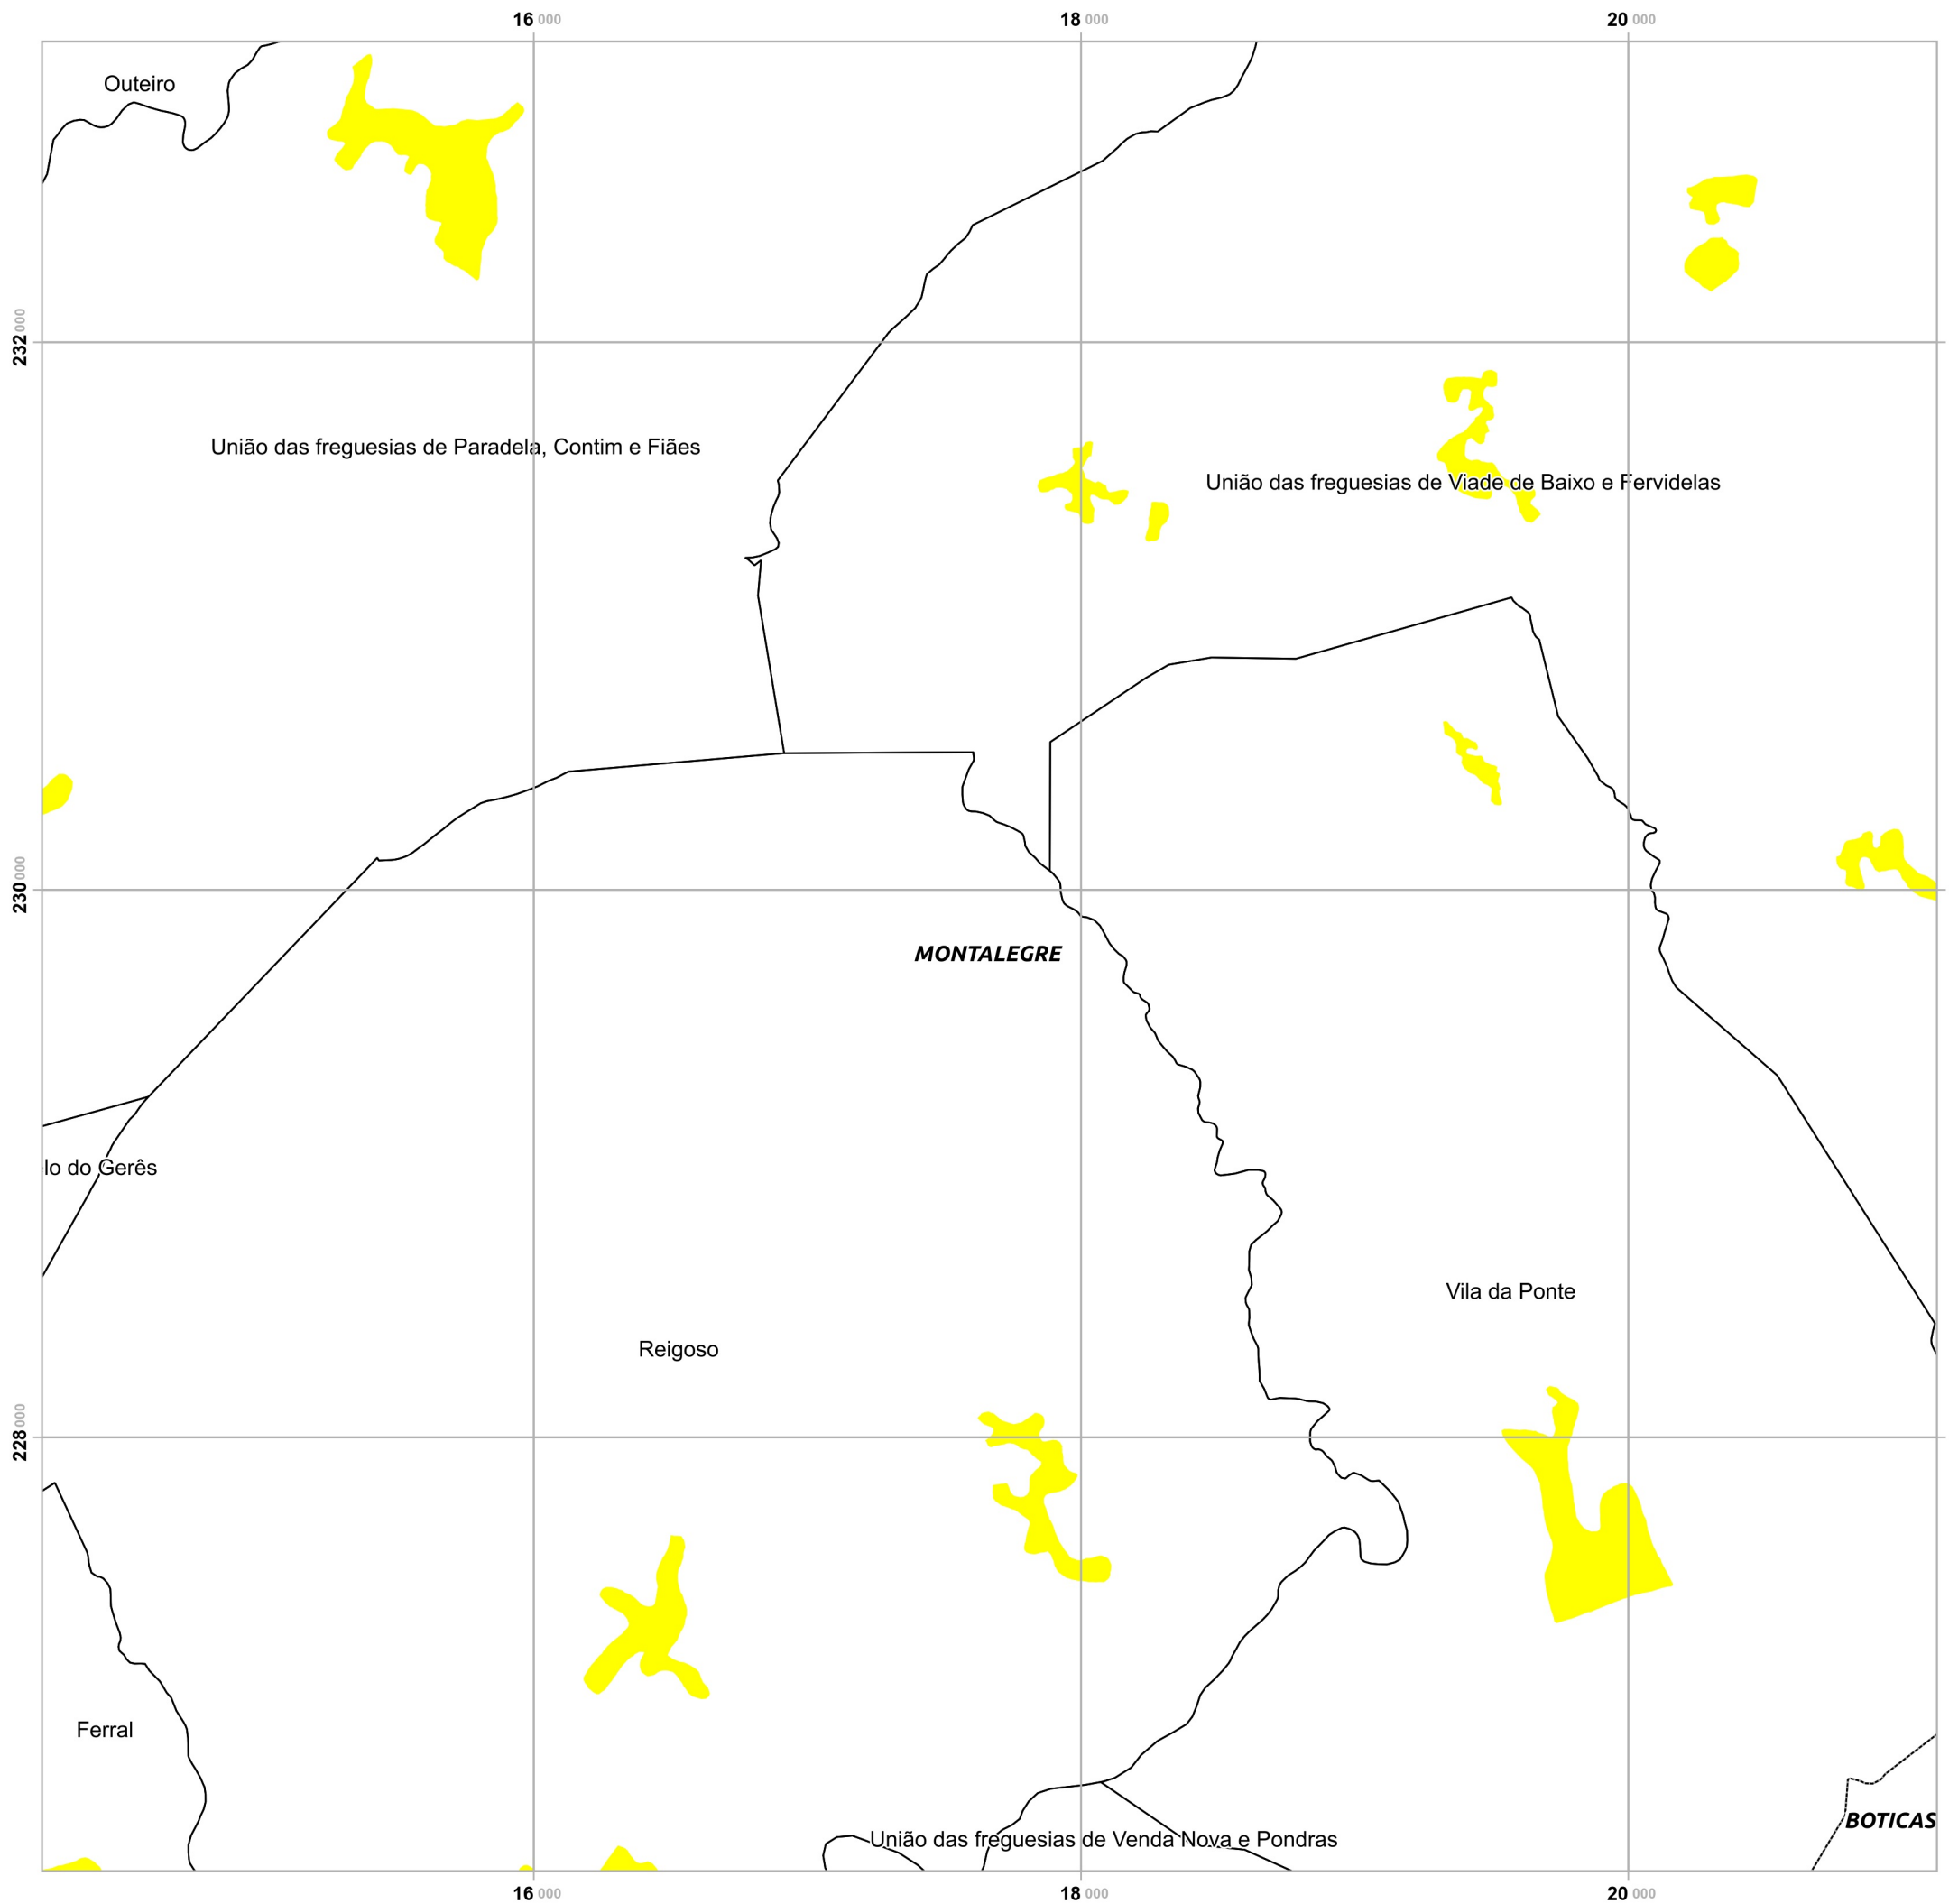 16 000 18 000 20 000
Outeiro
232 000
União das freguesias de Paradela, Contim e Fiães
União das freguesias de Viade de Baixo e Fervidelas
230 000
MONTALEGRE
lo do Gerês
Vila da Ponte
Reigoso
228 000
Ferral
BOTICAS
União das freguesias de Venda Nova e Pondras
16 000 18 000 20 000